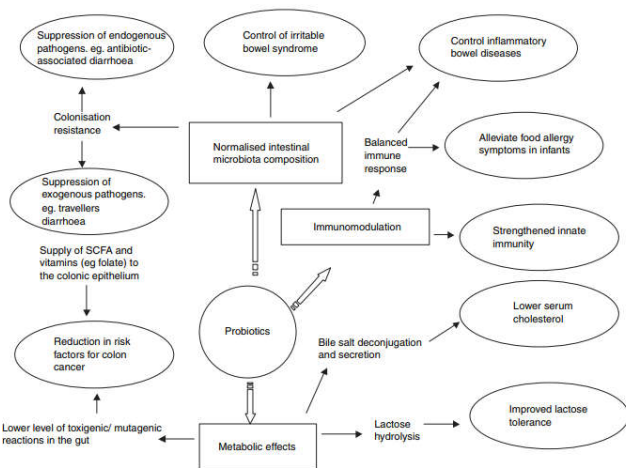 Suppression of endogenous
pathogens. eg. antibiotic-
associated diarrhoea
Control of irritable
bowel syndrome
Control inflammatory
bowel diseases
Colonisation
resistance
Normalised intestinal
microbiota composition
Balanced
immune
response
Alleviate food allergy
symptoms in infants
Suppression of
exogenous pathogens.
eg. travellers
diarrhoea
Immunomodulation
Strengthened innate
immunity
Supply of SCFA and
vitamins (eg folate) to
the colonic epithelium
Probiotics
Lower serum
cholesterol
Bile salt deconjugation
and secretion
Reduction in risk
factors for colon
cancer
Improved lactose
tolerance
Lower level of toxigenic/ mutagenic
reactions in the gut
Metabolic effects
Lactose
hydrolysis